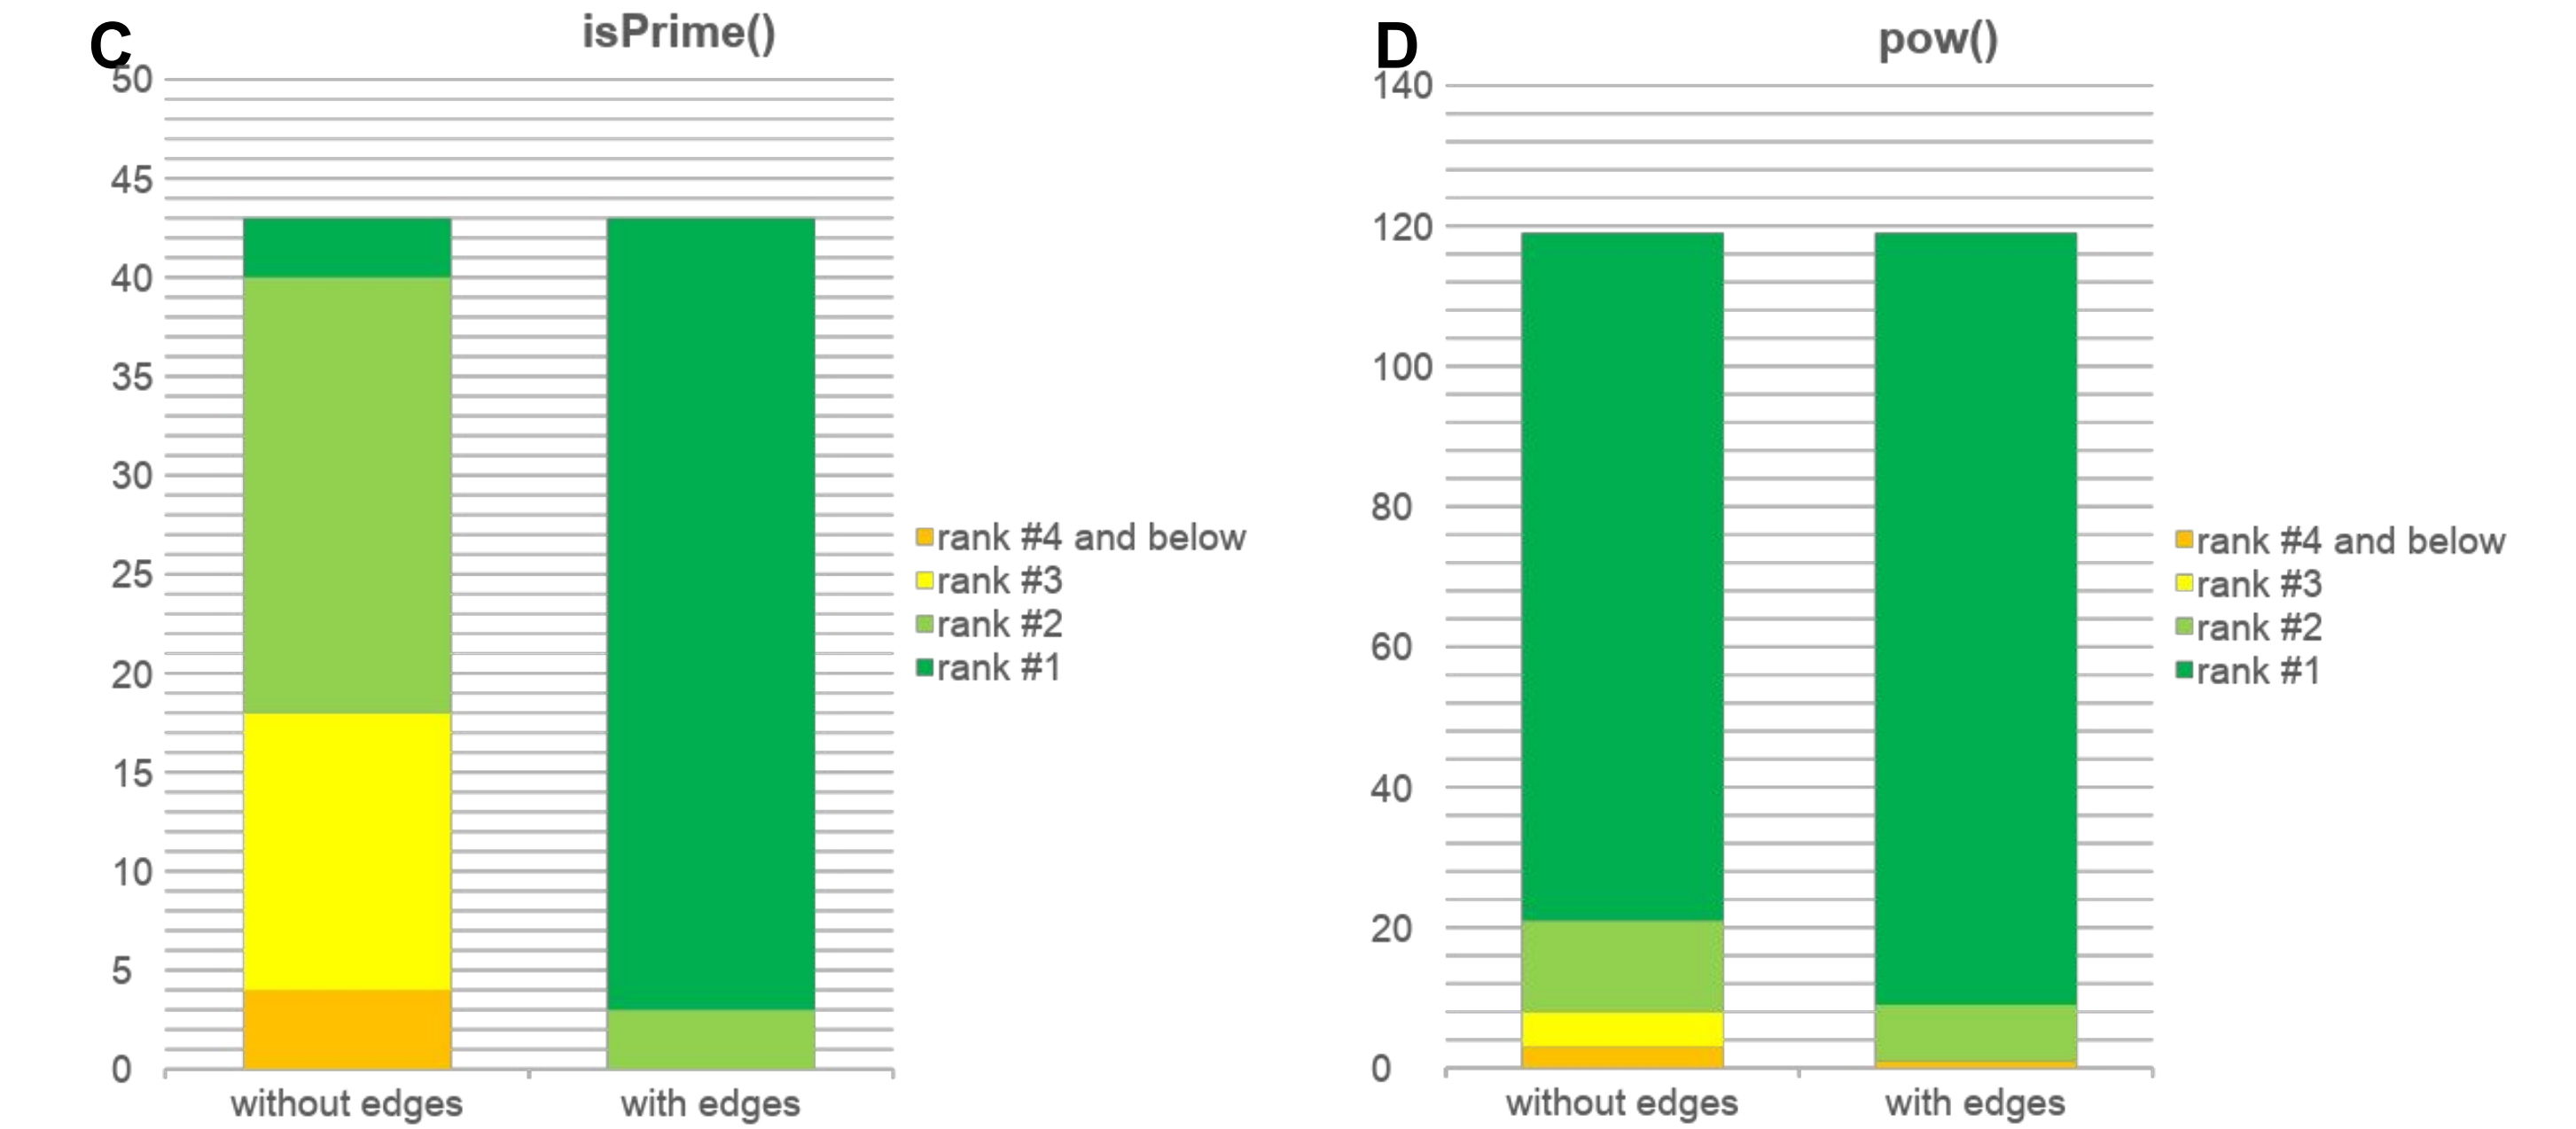 C
isPrime()
50
45
40
35
30
25
20
15
10
5
0
without edges
with edges
rank #4 and below
rank #3
rank #2
rank #1
D
pow()
140
120
100
80
60
40
20
0
without edges
with edges
rank #4 and below
rank #3
rank #2
rank #1